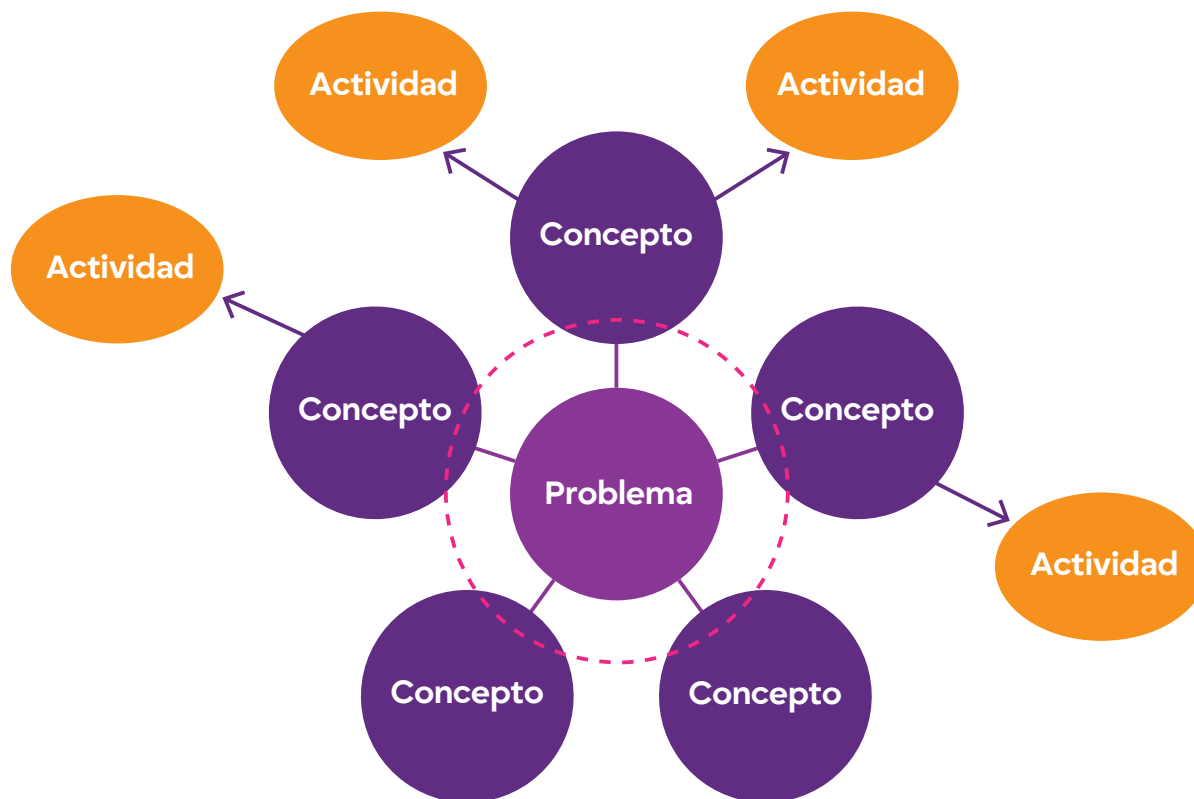 Actividad
Actividad
Concepto
Actividad
Concepto
Concepto
Problema
Actividad
Concepto
Concepto